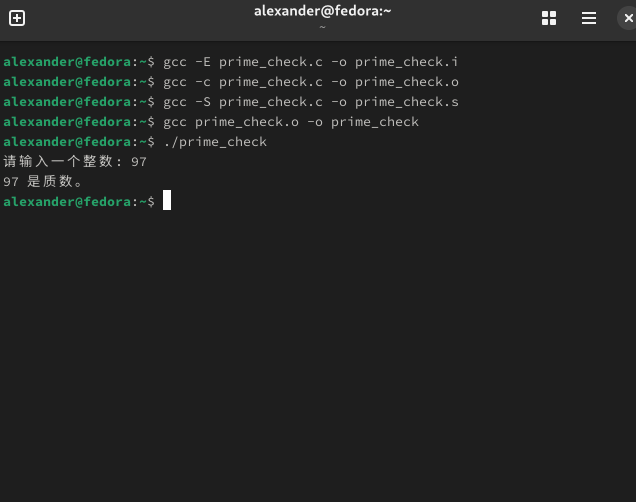 alexander@fedora:~
~
alexander@fedora:~$ gcc -E prime_check.c -o prime_check.i
alexander@fedora:~$ gcc -c prime_check.c -o prime_check.o
alexander@fedora:~$ gcc -S prime_check.c -o prime_check.s
alexander@fedora:~$ gcc prime_check.o -o prime_check
alexander@fedora:~$ ./prime_check
请输入一个整数: 97
97 是质数。
alexander@fedora:~$